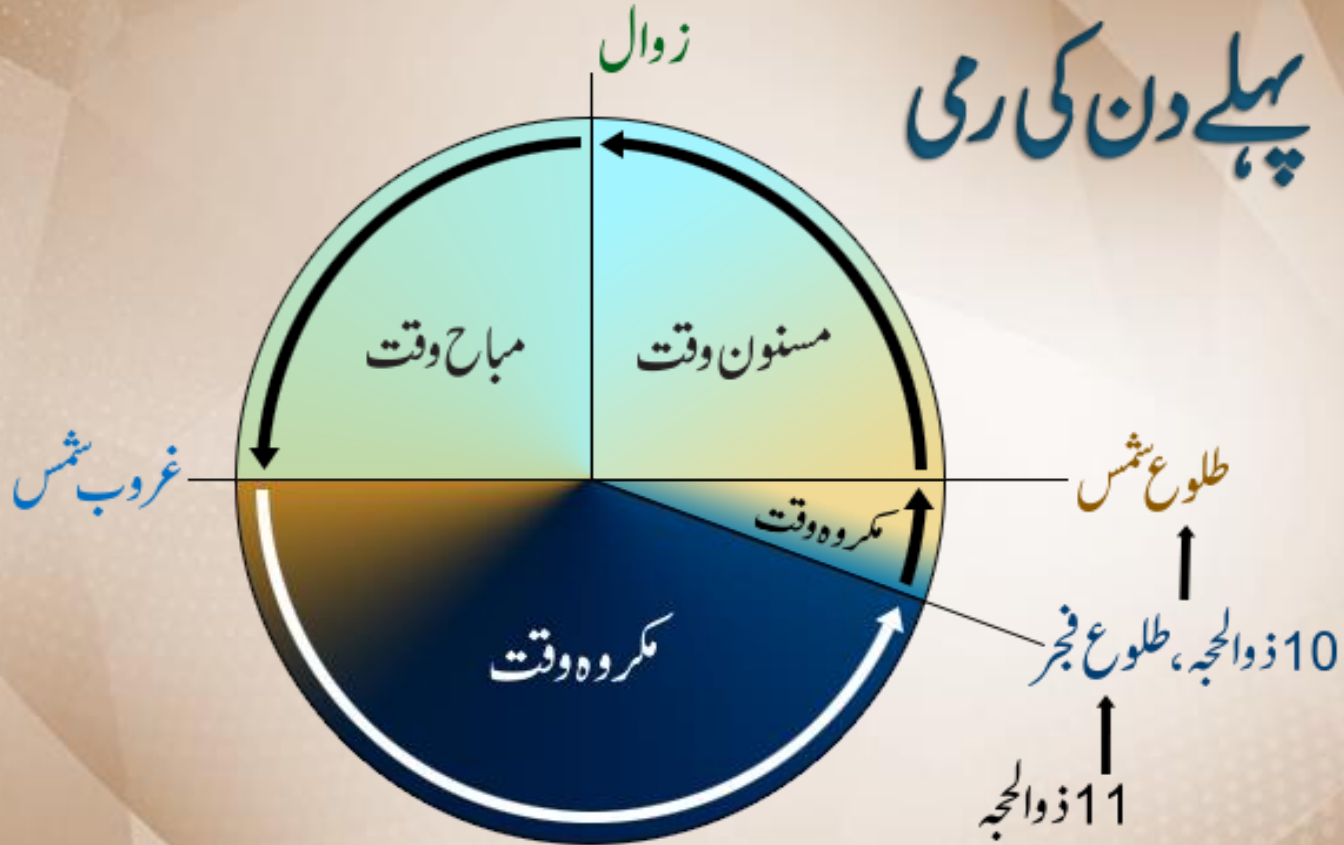 پہلے دن کی رمی
زوال
مسنون وقت
مباح وقت
طلوع شمس
غروب شمس
مکروہ وقت
10 ذوالحجہ، طلوع فجر
مکروہ وقت
11 ذوالحجہ